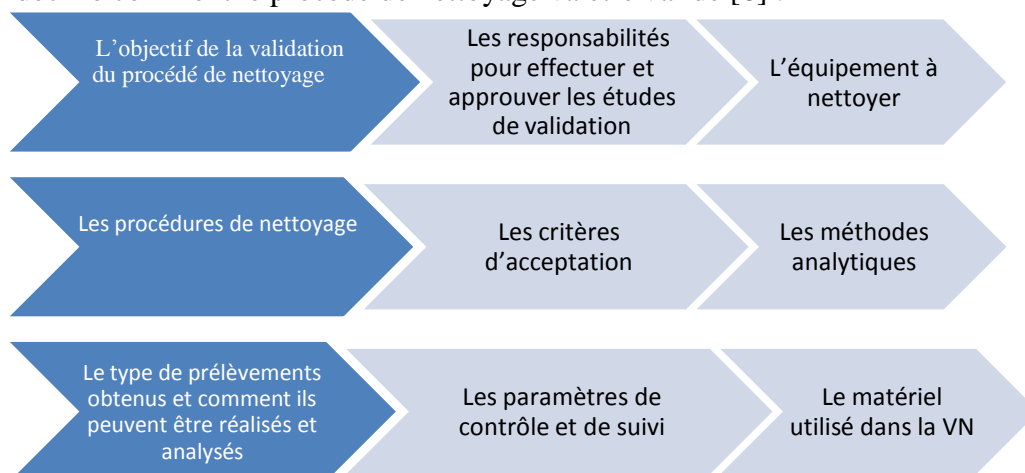 L'objectif de la validation
du procédé de nettoyage
Les responsabilités
pour effectuer et
approuver les études
de validation
L'équipement à
nettoyer
Les procédures de nettoyage
Les critères
d'acceptation
Les méthodes
analytiques
Le type de prélèvements
obtenus et comment ils
peuvent être réalisés et
analysés
Les paramètres de
contrôle et de suivi
Le matériel
utilisé dans la VN